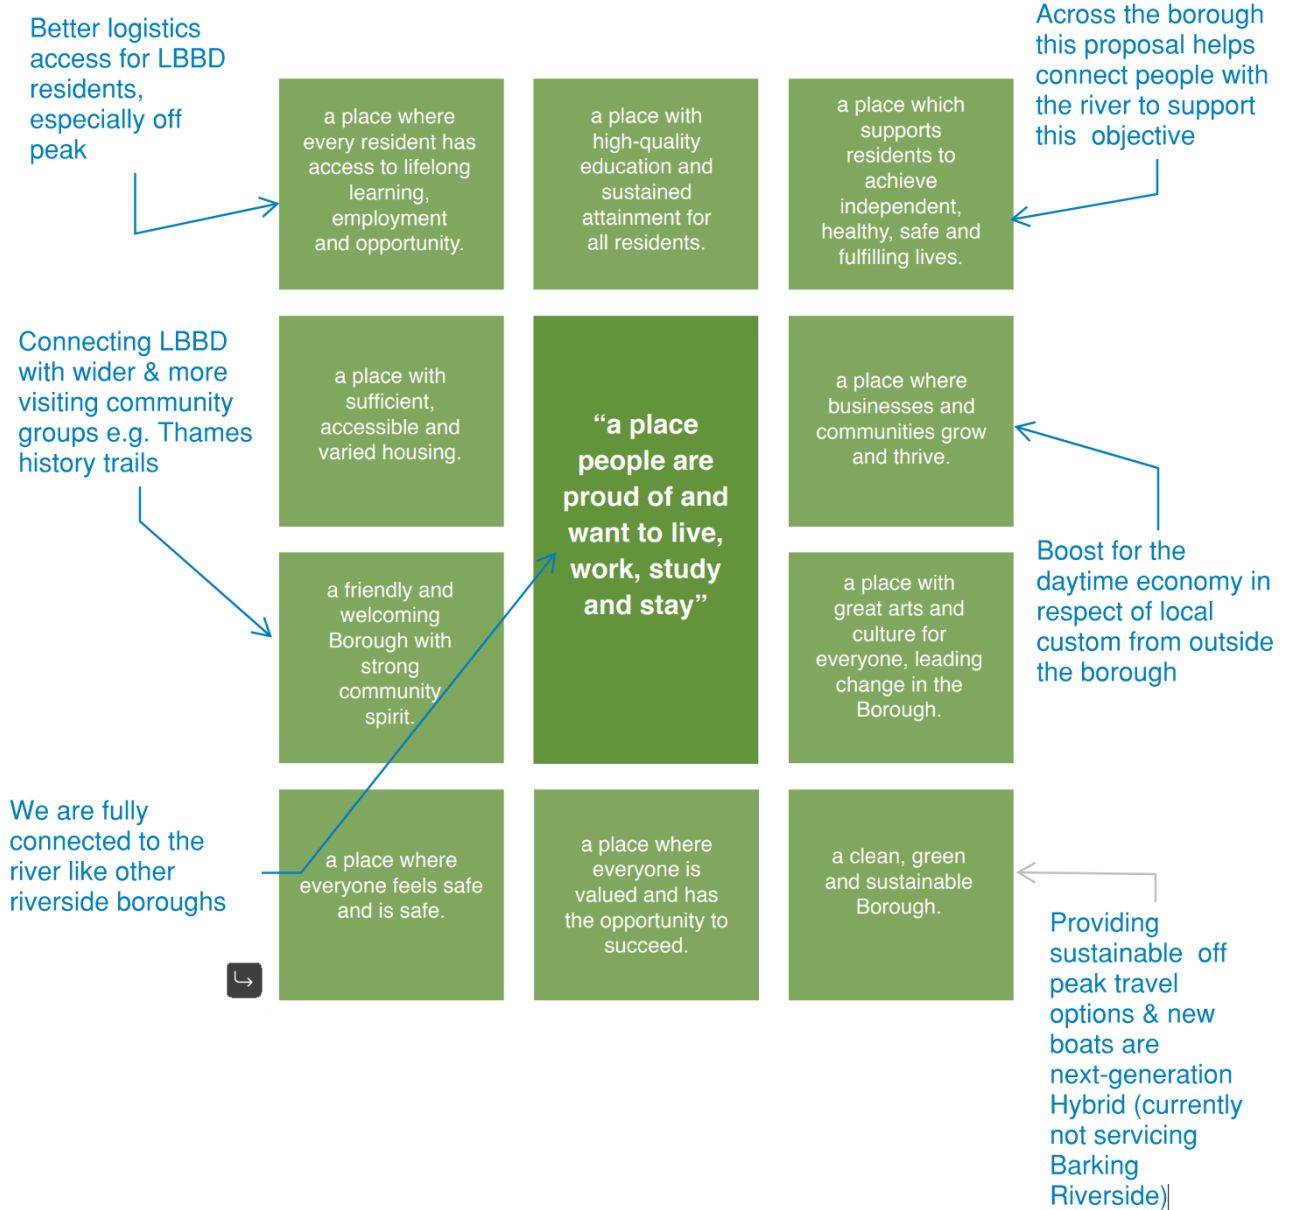 Better logistics
access for LBBD
residents,
especially off
peak
Across the borough
this proposal helps
connect people with
the river to support
this  objective
a place where
every resident has
access to lifelong
learning,
employment
and opportunity.
a place with
high-quality
education and
sustained
attainment for
all residents.
a place which
supports
residents to
achieve
independent,
healthy, safe and
fulfilling lives.
Connecting LBBD
with wider & more
visiting community
groups e.g. Thames
history trails
a place with
sufficient,
accessible and
varied housing.
“a place
people are
proud of and
want to live,
work, study
and stay”
a place where
businesses and
communities grow
and thrive.
Boost for the
daytime economy in
respect of local
custom from outside
the borough
a friendly and
welcoming
Borough with
strong
community
spirit.
a place with
great arts and
culture for
everyone, leading
change in the
Borough.
We are fully
connected to the
river like other
riverside boroughs
a place where
everyone feels safe
and is safe.
a place where
everyone is
valued and has
the opportunity to
succeed.
a clean, green
and sustainable
Borough.
Providing
sustainable  off
peak travel
options & new
boats are
next-generation
Hybrid (currently
not servicing
Barking
Riverside)